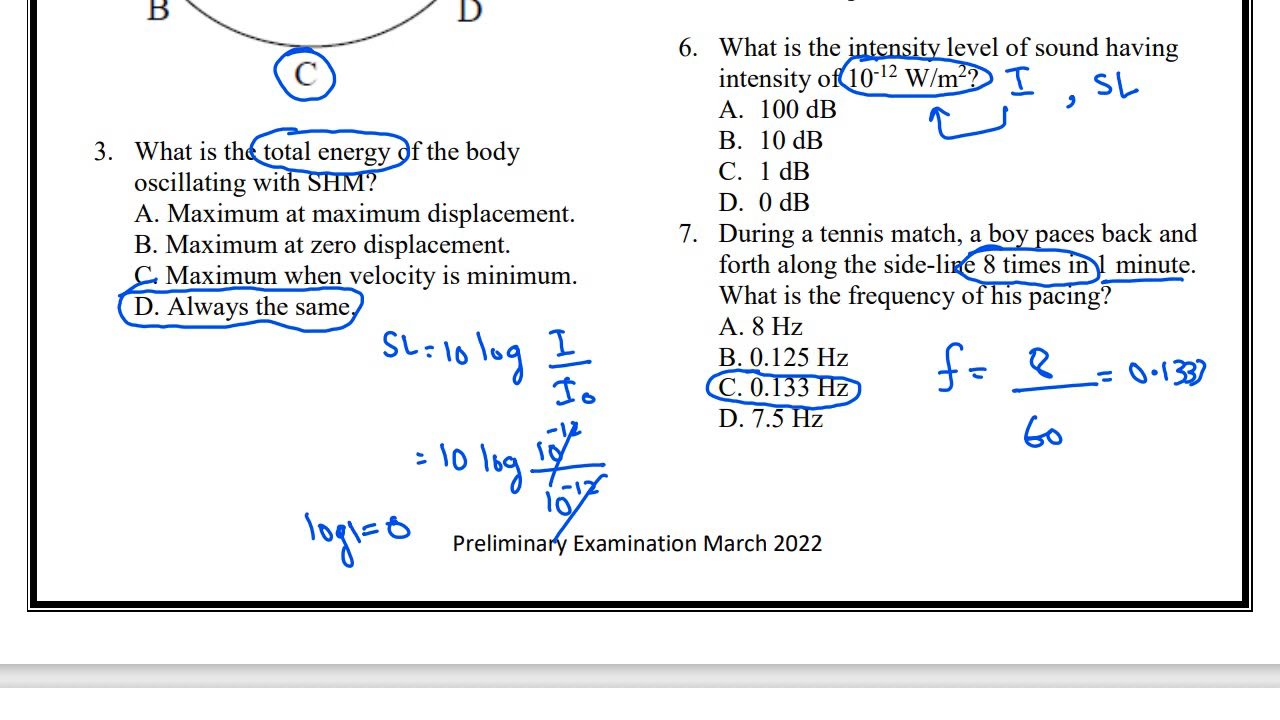 B
D
C
3. What is the total energy of the body
oscillating with SHM?
A. Maximum at maximum displacement.
B. Maximum at zero displacement.
C. Maximum when velocity is minimum.
D. Always the same.
SL = 10 log I
I₀
= 10 log 10⁻¹²
10⁻¹²
log1 = 0
6. What is the intensity level of sound having
intensity of 10⁻¹² W/m²? I , SL
A. 100 dB
B. 10 dB
C. 1 dB
D. 0 dB
7. During a tennis match, a boy paces back and
forth along the side-line 8 times in 1 minute.
What is the frequency of his pacing?
A. 8 Hz
B. 0.125 Hz
C. 0.133 Hz
D. 7.5 Hz
f = 8 = 0.1333
60
Preliminary Examination March 2022